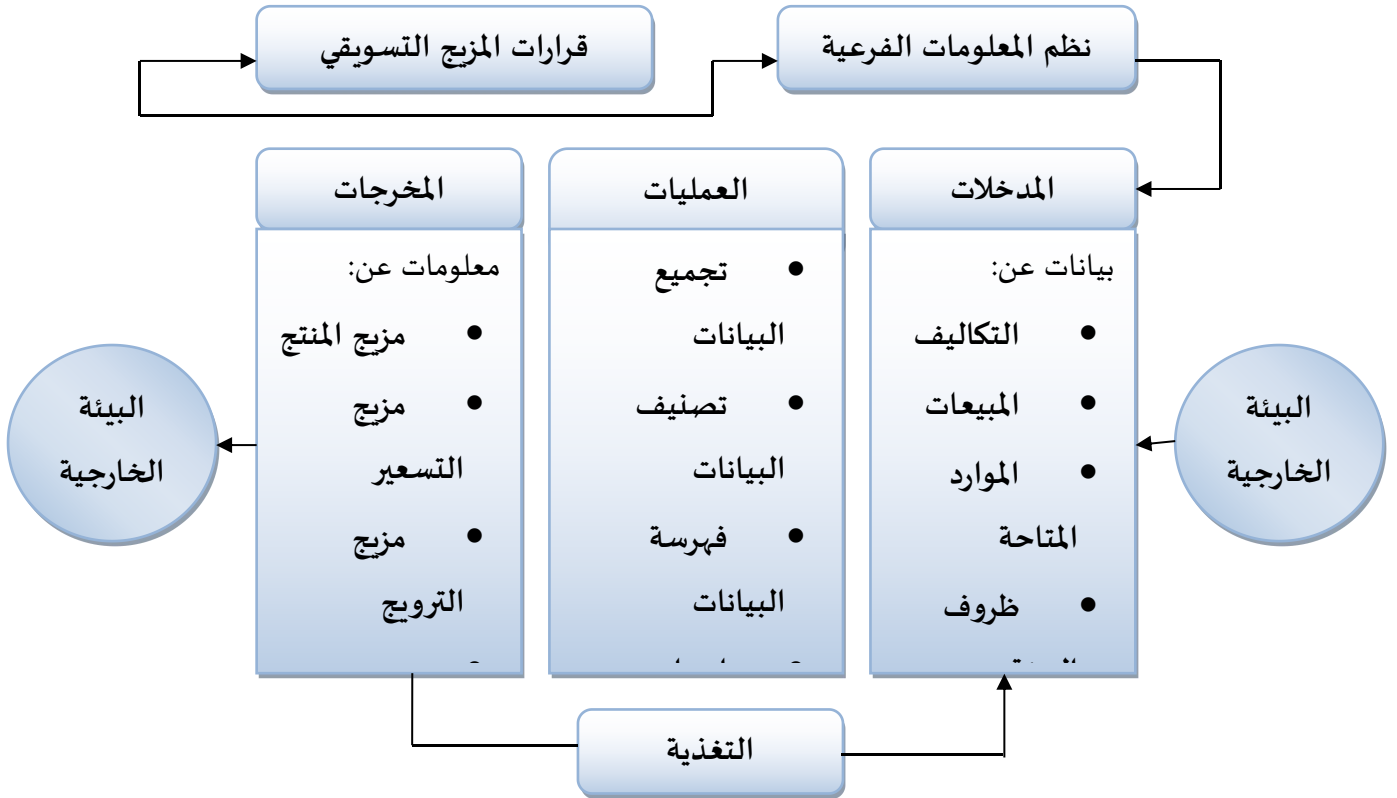 نظم المعلومات الفرعية
قرارات المزيج التسويقي
المدخلات
بيانات عن:
• التكاليف
• المبيعات
• الموارد
المتاحة
• ظروف
العمليات
• تجميع
البيانات
• تصنيف
البيانات
• فهرسة
البيانات
المخرجات
معلومات عن:
• مزيج المنتج
• مزيج
التسعير
• مزيج
الترويج
البيئة
الخارجية
البيئة
الخارجية
التغذية